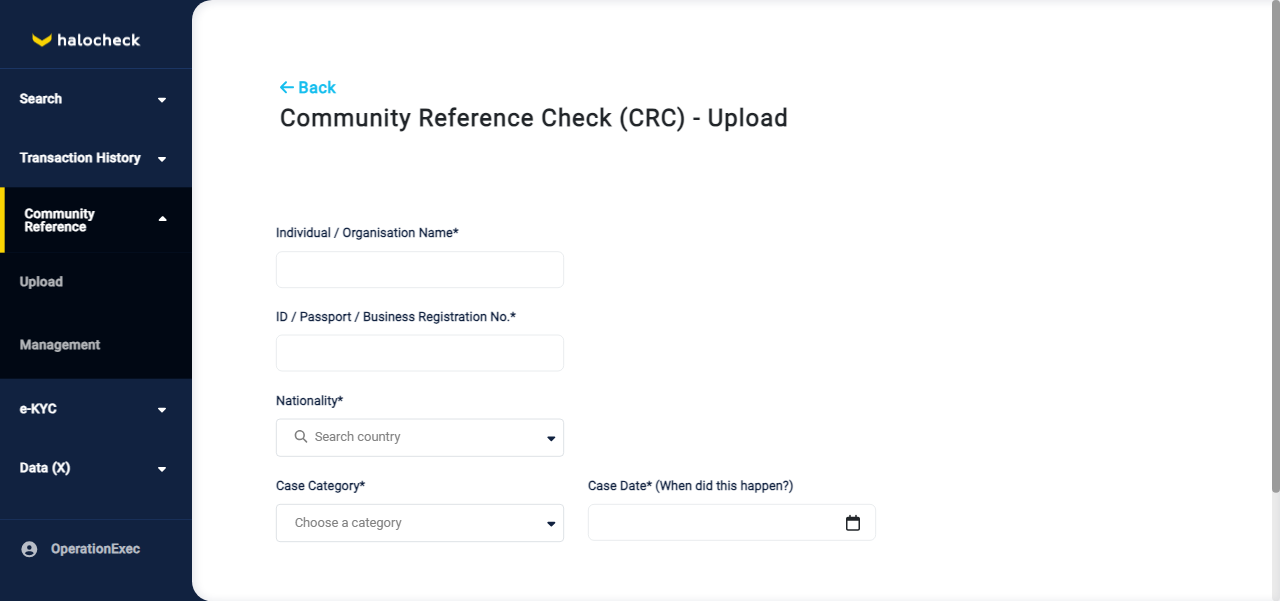 halocheck
Search
Transaction History
Community
Reference
Upload
Management
e-KYC
Data (X)
OperationExec
Back
Community Reference Check (CRC) - Upload
Individual / Organisation Name*
ID / Passport / Business Registration No.*
Nationality*
Search country
Case Category*
Case Date* (When did this happen?)
Choose a category